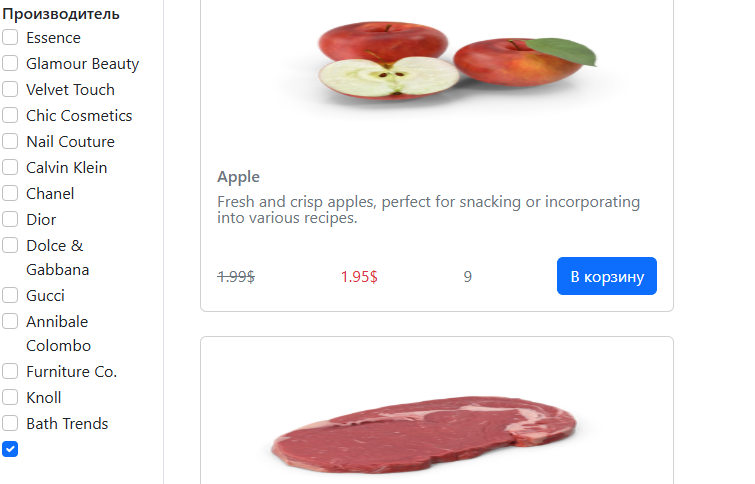 Производитель
Essence
Glamour Beauty
Velvet Touch
Chic Cosmetics
Nail Couture
Calvin Klein
Chanel
Dior
Dolce &
Gabbana
Gucci
Annibale
Colombo
Furniture Co.
Knoll
Bath Trends
Apple
Fresh and crisp apples, perfect for snacking or incorporating
into various recipes.
1.99$ 1.95$ 9 В корзину